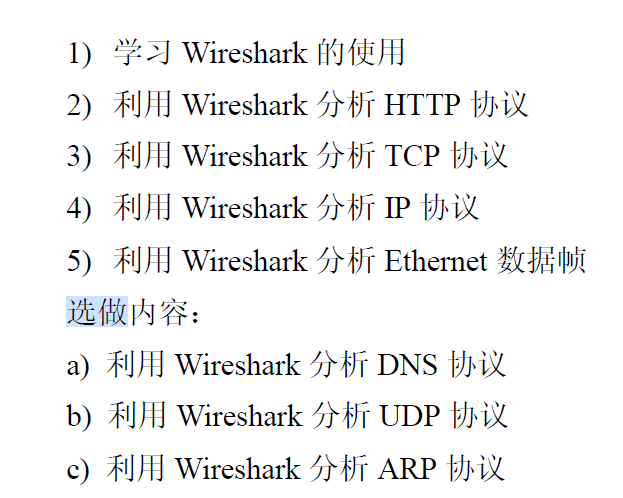 1) 学习 Wireshark 的使用
2) 利用 Wireshark 分析 HTTP 协议
3) 利用 Wireshark 分析 TCP 协议
4) 利用 Wireshark 分析 IP 协议
5) 利用 Wireshark 分析 Ethernet 数据帧
选做内容：
a) 利用 Wireshark 分析 DNS 协议
b) 利用 Wireshark 分析 UDP 协议
c) 利用 Wireshark 分析 ARP 协议